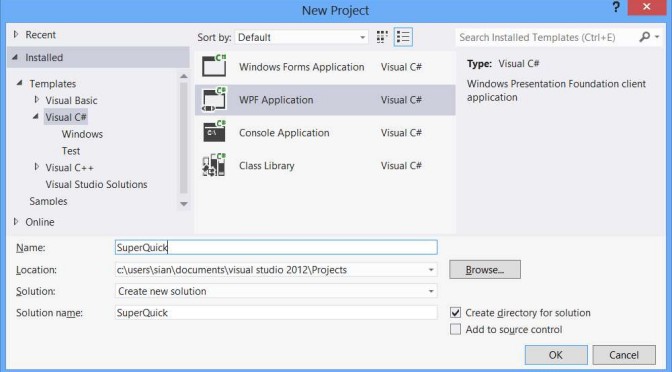 New Project
? ×
Recent
Installed
Templates
Visual Basic
Visual C#
Windows
Test
Visual C++
Visual Studio Solutions
Samples
Online
Sort by: Default
Search Installed Templates (Ctrl+E)
C# Windows Forms Application Visual C#
C# WPF Application Visual C#
C# C:\ Console Application Visual C#
C# Class Library Visual C#
Type: Visual C#
Windows Presentation Foundation client
application
Name: SuperQuick
Location: c:\users\sian\documents\visual studio 2012\Projects
Browse...
Solution: Create new solution
Solution name: SuperQuick
Create directory for solution
Add to source control
OK Cancel